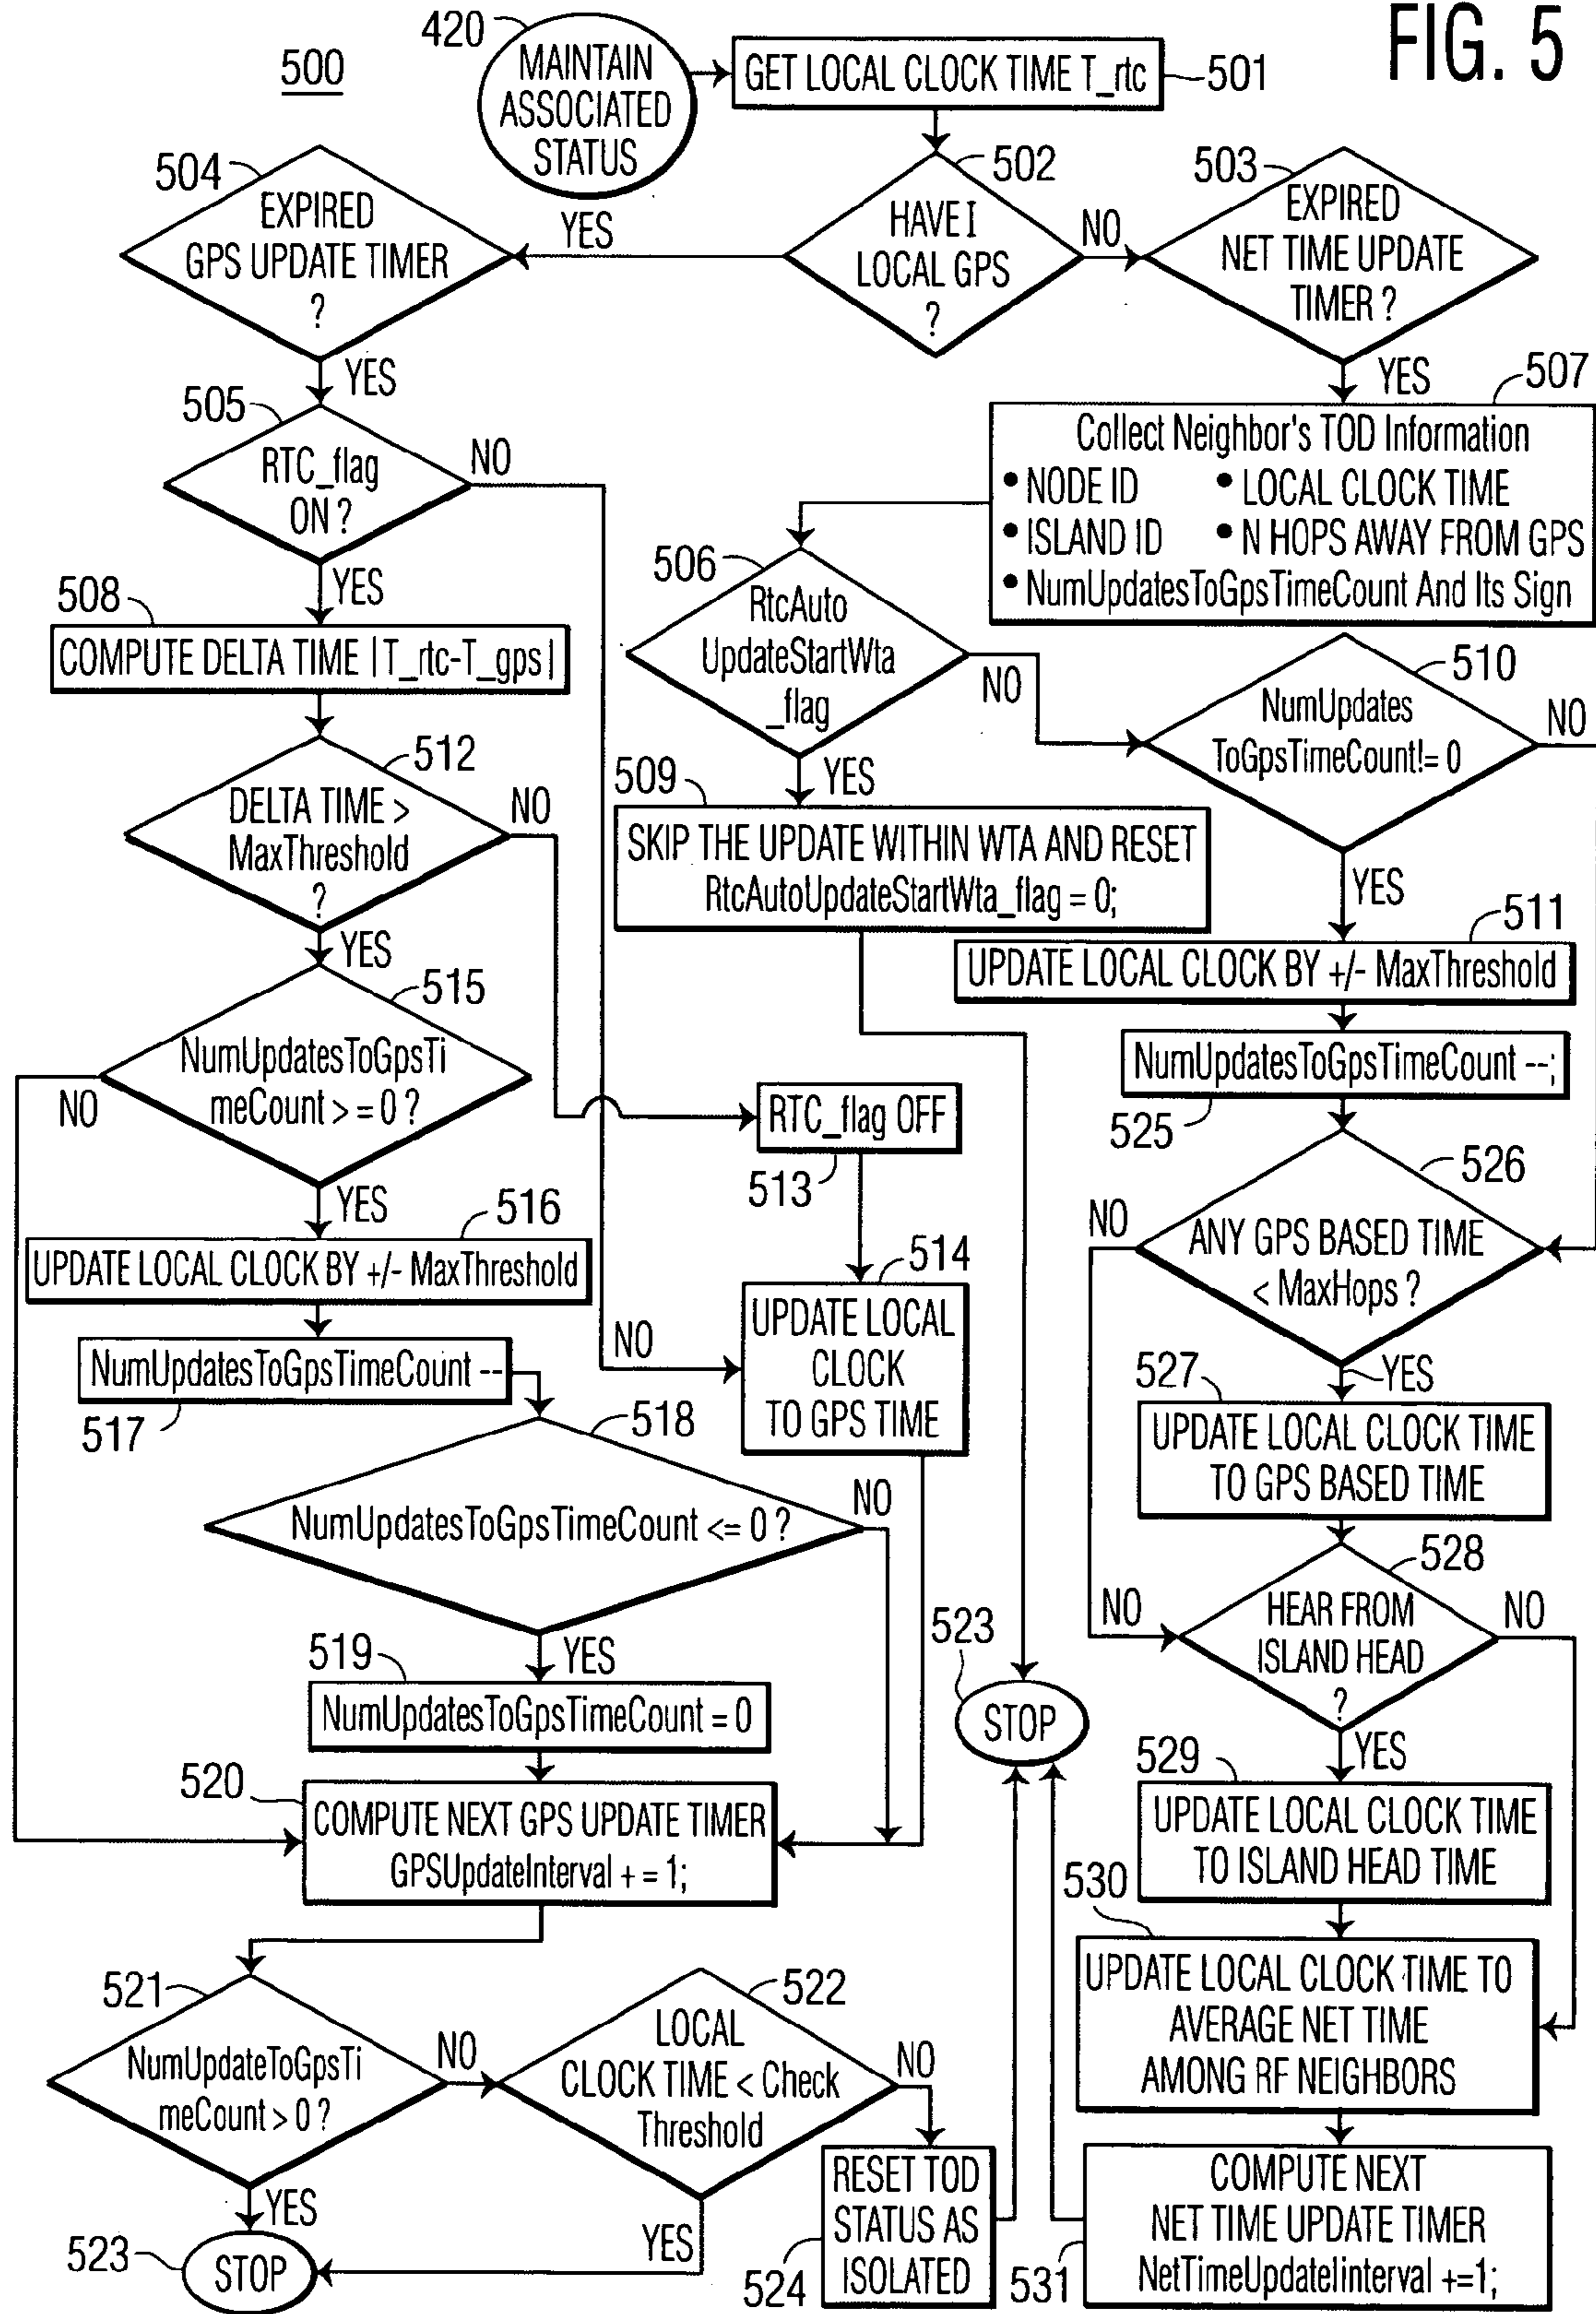 FIG. 5
500
420
MAINTAIN
ASSOCIATED
STATUS
GET LOCAL CLOCK TIME T_rtc
501
502
HAVE I
LOCAL GPS
?
YES
NO
503
EXPIRED
NET TIME UPDATE
TIMER ?
YES
504
EXPIRED
GPS UPDATE TIMER
?
YES
505
RTC_flag
ON ?
NO
YES
507
Collect Neighbor's TOD Information
• NODE ID
• LOCAL CLOCK TIME
• ISLAND ID
• N HOPS AWAY FROM GPS
• NumUpdatesToGpsTimeCount And Its Sign
506
RtcAuto
UpdateStartWta
_flag
NO
YES
508
COMPUTE DELTA TIME |T_rtc-T_gps|
510
NumUpdates
ToGpsTimeCount!= 0
NO
YES
509
SKIP THE UPDATE WITHIN WTA AND RESET
RtcAutoUpdateStartWta_flag = 0;
512
DELTA TIME >
MaxThreshold
?
NO
YES
511
UPDATE LOCAL CLOCK BY +/- MaxThreshold
515
NumUpdatesToGpsTi
meCount > = 0 ?
NO
YES
NumUpdatesToGpsTimeCount --;
525
RTC_flag OFF
513
526
ANY GPS BASED TIME
< MaxHops ?
NO
YES
516
UPDATE LOCAL CLOCK BY +/- MaxThreshold
514
UPDATE LOCAL
CLOCK
TO GPS TIME
NO
NumUpdatesToGpsTimeCount --
517
527
UPDATE LOCAL CLOCK TIME
TO GPS BASED TIME
518
NumUpdatesToGpsTimeCount <= 0 ?
NO
YES
528
HEAR FROM
ISLAND HEAD
?
NO
NO
YES
519
NumUpdatesToGpsTimeCount = 0
523
STOP
520
COMPUTE NEXT GPS UPDATE TIMER
GPSUpdateInterval + = 1;
529
UPDATE LOCAL CLOCK TIME
TO ISLAND HEAD TIME
530
UPDATE LOCAL CLOCK TIME TO
AVERAGE NET TIME
AMONG RF NEIGHBORS
521
NumUpdateToGpsTi
meCount > 0 ?
NO
YES
522
LOCAL
CLOCK TIME < Check
Threshold
NO
YES
523
STOP
RESET TOD
STATUS AS
ISOLATED
524
COMPUTE NEXT
NET TIME UPDATE TIMER
NetTimeUpdateIinterval +=1;
531